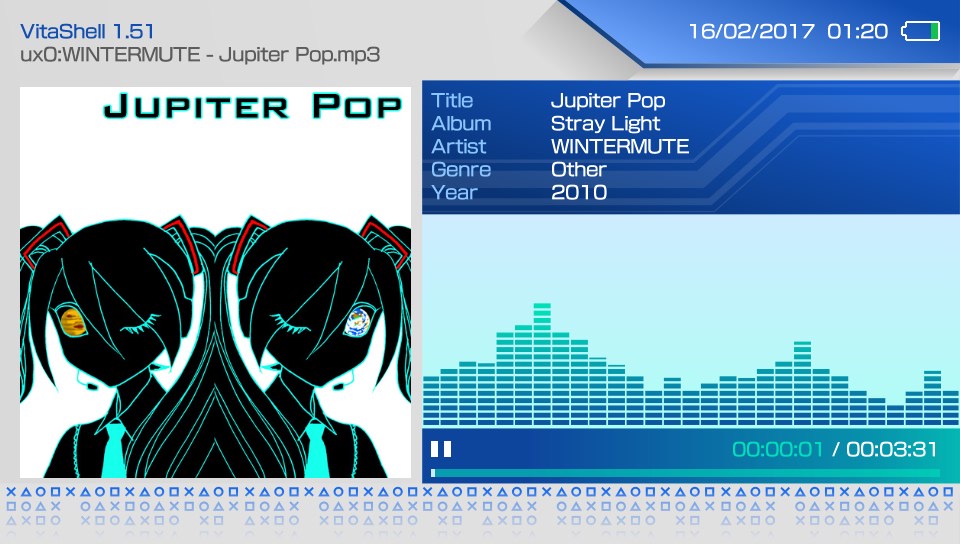 VitaShell 1.51
ux0:WINTERMUTE - Jupiter Pop.mp3
16/02/2017 01:20
Jupiter Pop
Title Jupiter Pop
Album Stray Light
Artist WINTERMUTE
Genre Other
Year 2010
00:00:01 / 00:03:31